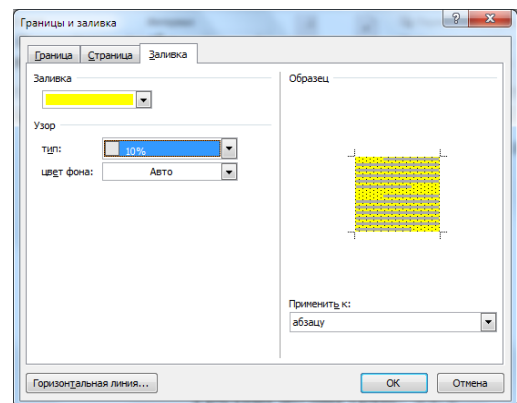 Границы и заливка
Граница Страница Заливка
Заливка
Узор
тип: 10%
цвет фона: Авто
Образец
Применить к:
абзацу
Горизонтальная линия... ОК Отмена